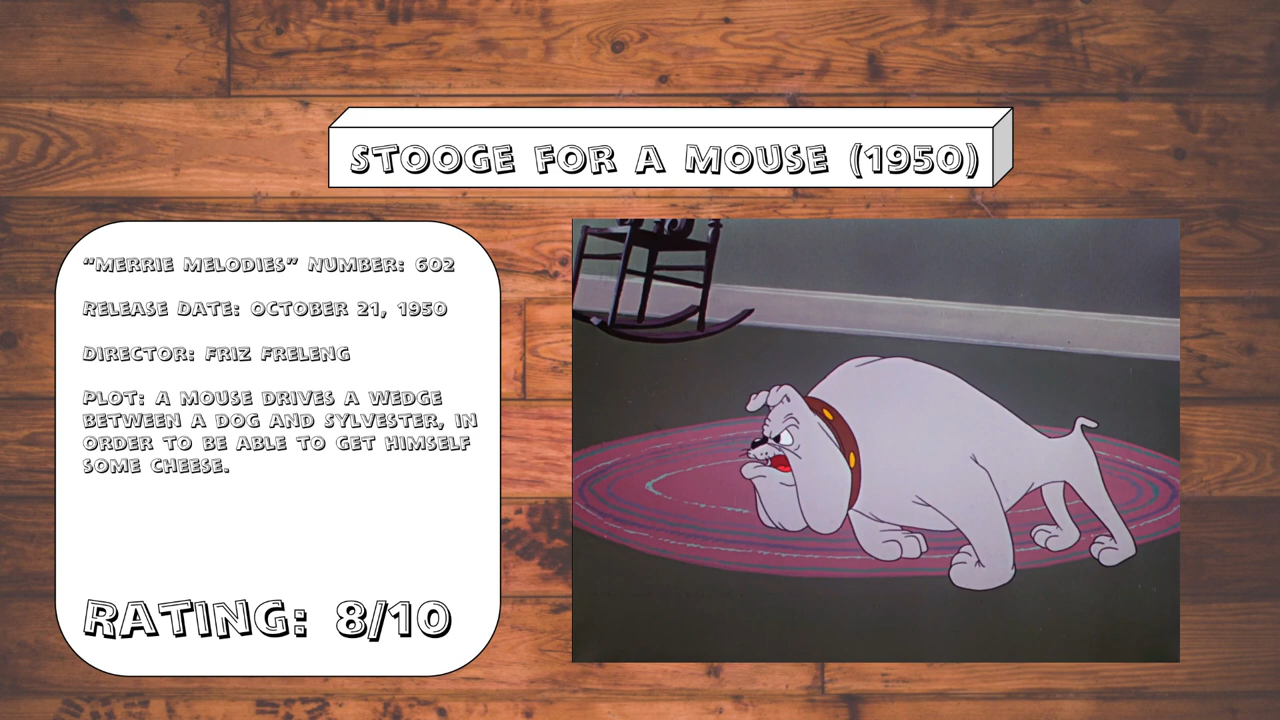 STOOGE FOR A MOUSE (1950)
"MERRIE MELODIES" NUMBER: 602
RELEASE DATE: OCTOBER 21, 1950
DIRECTOR: FRIZ FRELENG
PLOT: A MOUSE DRIVES A WEDGE
BETWEEN A DOG AND SYLVESTER, IN
ORDER TO BE ABLE TO GET HIMSELF
SOME CHEESE.
RATING: 8/10